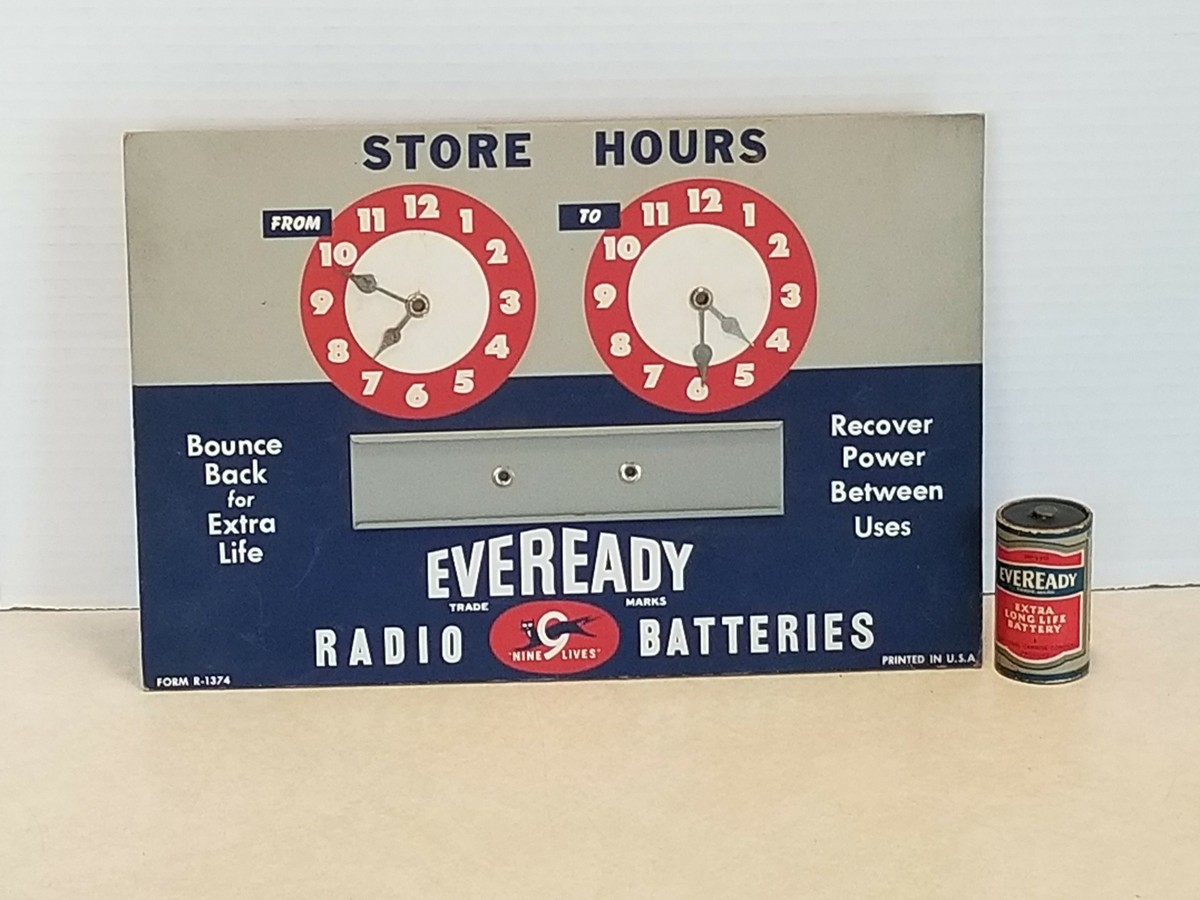 STORE HOURS
FROM
12
1
2
3
4
5
6
7
8
9
10
11
TO
12
1
2
3
4
5
6
7
8
9
10
11
Bounce
Back
for
Extra
Life
Recover
Power
Between
Uses
EVEREADY
TRADE MARKS
RADIO BATTERIES
9
"NINE LIVES"
FORM R-1374
PRINTED IN U.S.A
EVEREADY
EXTRA
LONG LIFE
BATTERY